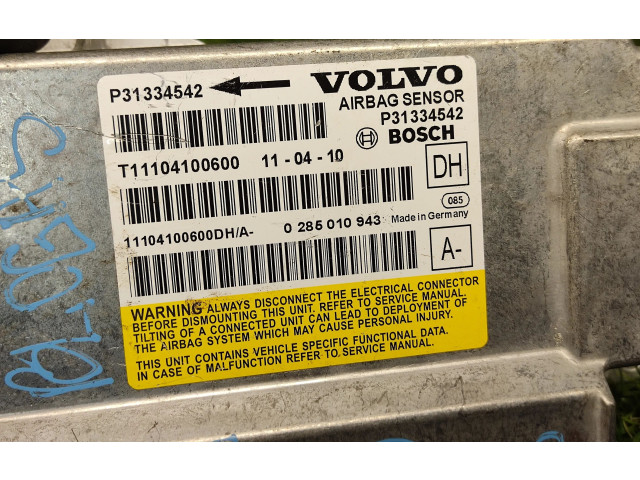 P31334542
VOLVO
AIRBAG SENSOR
P31334542
BOSCH
T11104100600 11-04-10
DH
085
11104100600DH/A- 0 285 010 943 Made in Germany
A-
WARNING ALWAYS DISCONNECT THE ELECTRICAL CONNECTOR
BEFORE DISMOUNTING THIS UNIT. REFER TO SERVICE MANUAL.
TILTING OF A CONNECTED UNIT CAN LEAD TO DEPLOYMENT OF
THE AIRBAG SYSTEM WHICH MAY CAUSE PERSONAL INJURY.
THIS UNIT CONTAINS VEHICLE SPECIFIC FUNCTIONAL DATA.
IN CASE OF MALFUNCTION REFER TO SERVICE MANUAL.